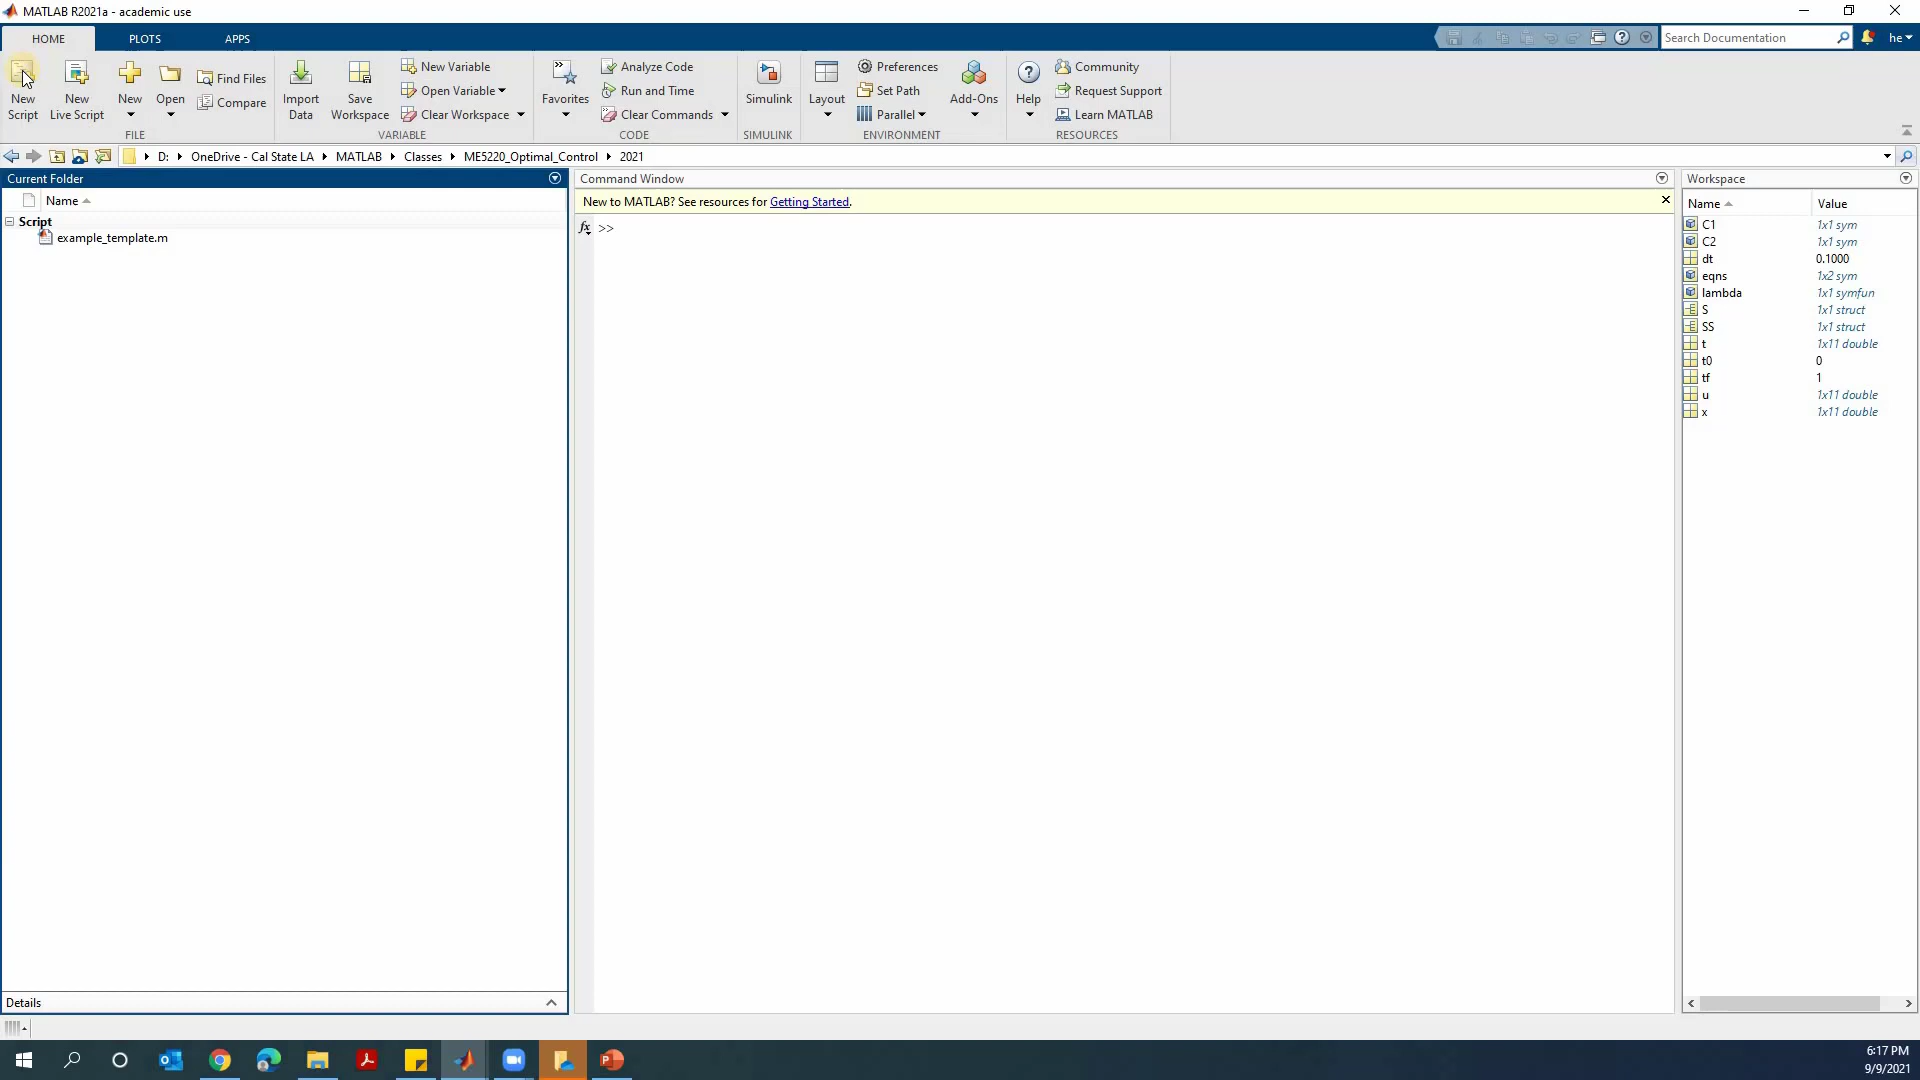 MATLAB R2021a - academic use
HOME PLOTS APPS
Search Documentation
he
New Script
New Live Script
New
Open
Find Files
Compare
FILE
Import Data
Save Workspace
New Variable
Open Variable
Clear Workspace
VARIABLE
Favorites
Analyze Code
Run and Time
Clear Commands
CODE
Simulink
SIMULINK
Layout
Preferences
Set Path
Parallel
Add-Ons
ENVIRONMENT
Help
Community
Request Support
Learn MATLAB
RESOURCES
D: OneDrive - Cal State LA MATLAB Classes ME5220_Optimal_Control 2021
Current Folder
Name
Script
example_template.m
Details
Command Window
New to MATLAB? See resources for Getting Started.
fx >>
Workspace
Name Value
C1 1x1 sym
C2 1x1 sym
dt 0.1000
eqns 1x2 sym
lambda 1x1 symfun
S 1x1 struct
SS 1x1 struct
t 1x11 double
t0 0
tf 1
u 1x11 double
x 1x11 double
6:17 PM
9/9/2021